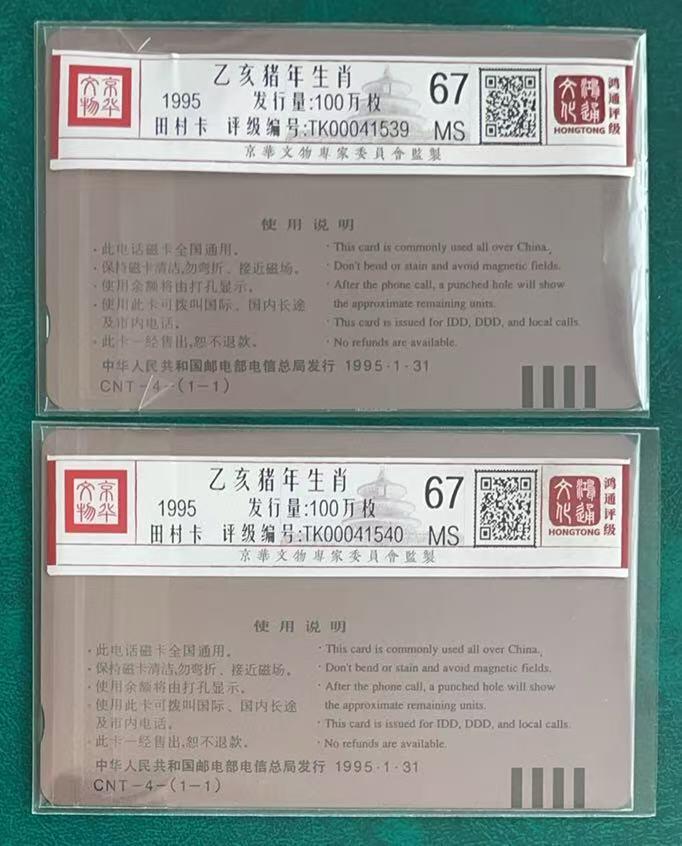 京华文物
乙亥猪年生肖
1995 发行量:100万枚
田村卡 评级编号:TK00041539
67
MS
鸿通文化
HONGTONG
鸿通评级
京華文物專家委員會監製
使用说明
·此电话磁卡全国通用。
·保持磁卡清洁,勿弯折、接近磁场。
·使用余额将由打孔显示。
·使用此卡可拨叫国际、国内长途
及市内电话。
·此卡一经售出,恕不退款。
·This card is commonly used all over China.
·Don't bend or stain and avoid magnetic fields.
·After the phone call, a punched hole will show
the approximate remaining units.
·This card is issued for IDD, DDD, and local calls.
·No refunds are available.
中华人民共和国邮电部电信总局发行 1995·1·31
CNT-4-(1-1)
京华文物
乙亥猪年生肖
1995 发行量:100万枚
田村卡 评级编号:TK00041540
67
MS
鸿通文化
HONGTONG
鸿通评级
京華文物專家委員會監製
使用说明
·此电话磁卡全国通用。
·保持磁卡清洁,勿弯折、接近磁场。
·使用余额将由打孔显示。
·使用此卡可拨叫国际、国内长途
及市内电话。
·此卡一经售出,恕不退款。
·This card is commonly used all over China.
·Don't bend or stain and avoid magnetic fields.
·After the phone call, a punched hole will show
the approximate remaining units.
·This card is issued for IDD, DDD, and local calls.
·No refunds are available.
中华人民共和国邮电部电信总局发行 1995·1·31
CNT-4-(1-1)